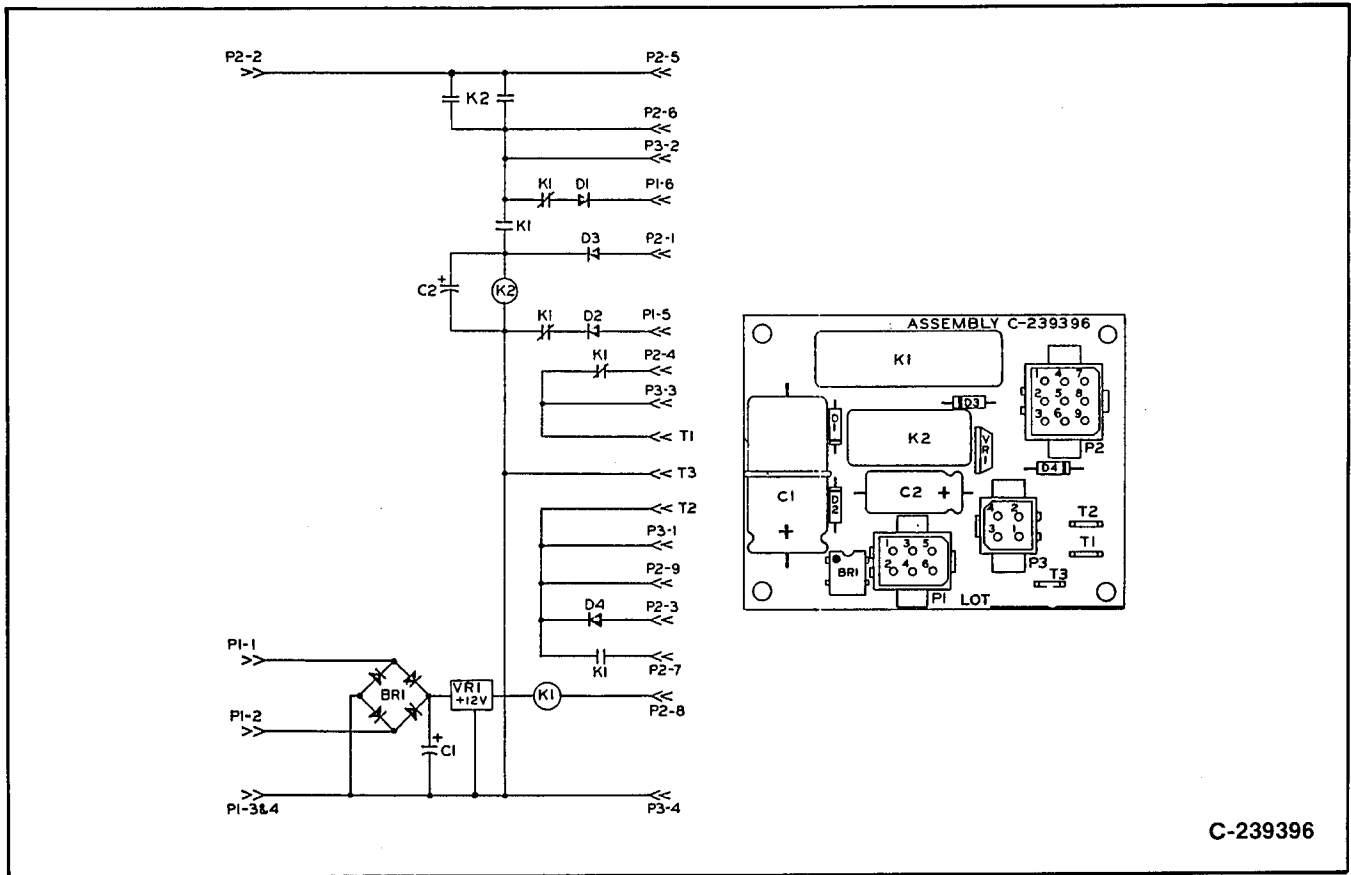 P2-2
P2-5
K2
P2-6
P3-2
K1 D1 P1-6
K1
D3 P2-1
C2 +
K2
K1 D2 P1-5
K1 P2-4
P3-3
T1
T3
T2
P3-1
P2-9
D4 P2-3
K1 P2-7
P1-1
BR1
VR1
+12V
K1
P2-8
P1-2
+
C1
P1-3&4
P3-4
ASSEMBLY C-239396
K1
1 4 7
2 5 8
3 6 9
P2
D3
D1
K2
VR1
D4
C1
+
D2
C2 +
4 2
3 1
P3
T2
T1
T3
BR1
1 3 5
2 4 6
P1
LOT
C-239396